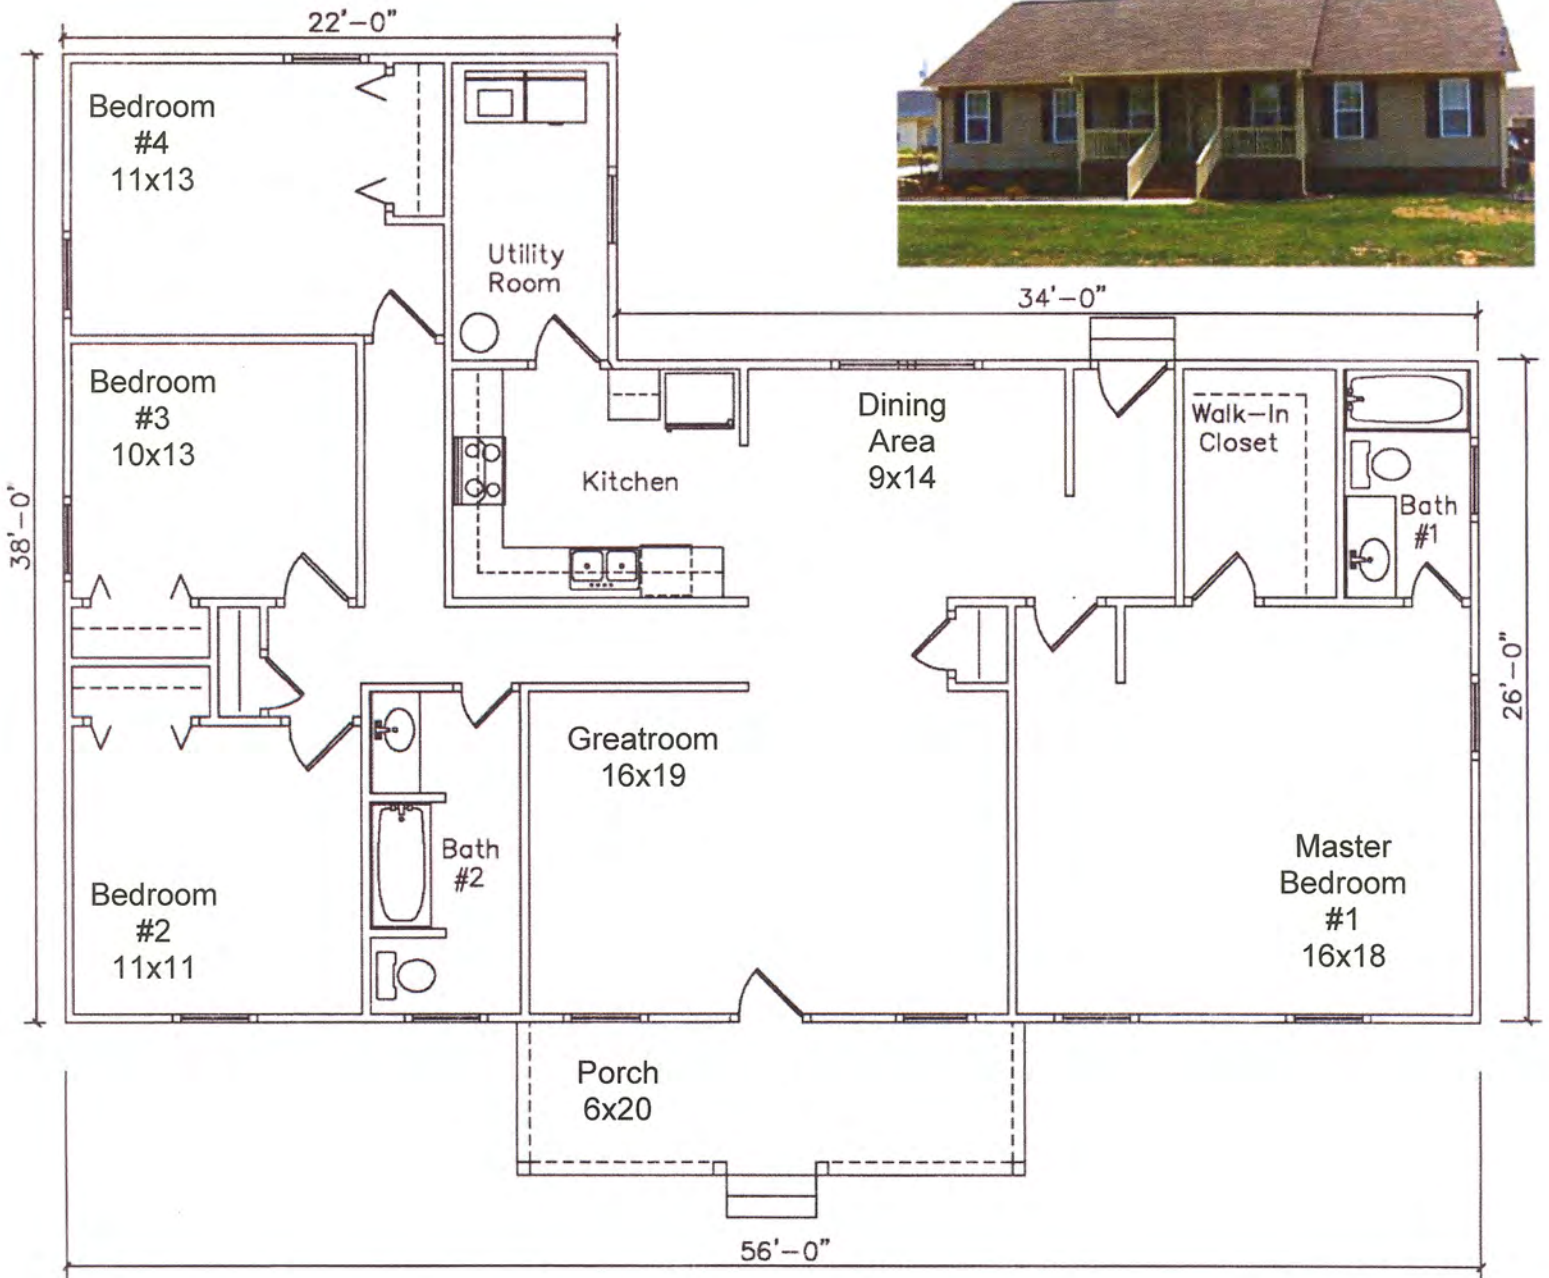 22'-0"
Bedroom
#4
11x13
Utility
Room
34'-0"
Bedroom
#3
10x13
Kitchen
Dining
Area
9x14
Walk-In
Closet
Bath
#1
38'-0'
26'-0"
Greatroom
16x19
Bath
#2
Bedroom
#2
11x11
Master
Bedroom
#1
16x18
Porch
6x20
56'-0"